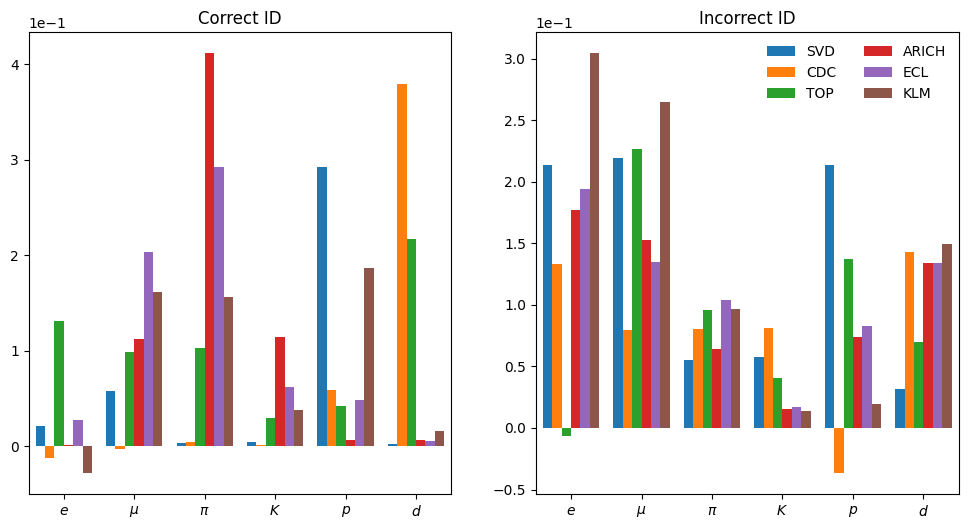 Correct ID
1e−1
4
3
2
1
0
e μ π K p d
Incorrect ID
1e−1
3.0
2.5
2.0
1.5
1.0
0.5
0.0
−0.5
e μ π K p d
SVD
CDC
TOP
ARICH
ECL
KLM